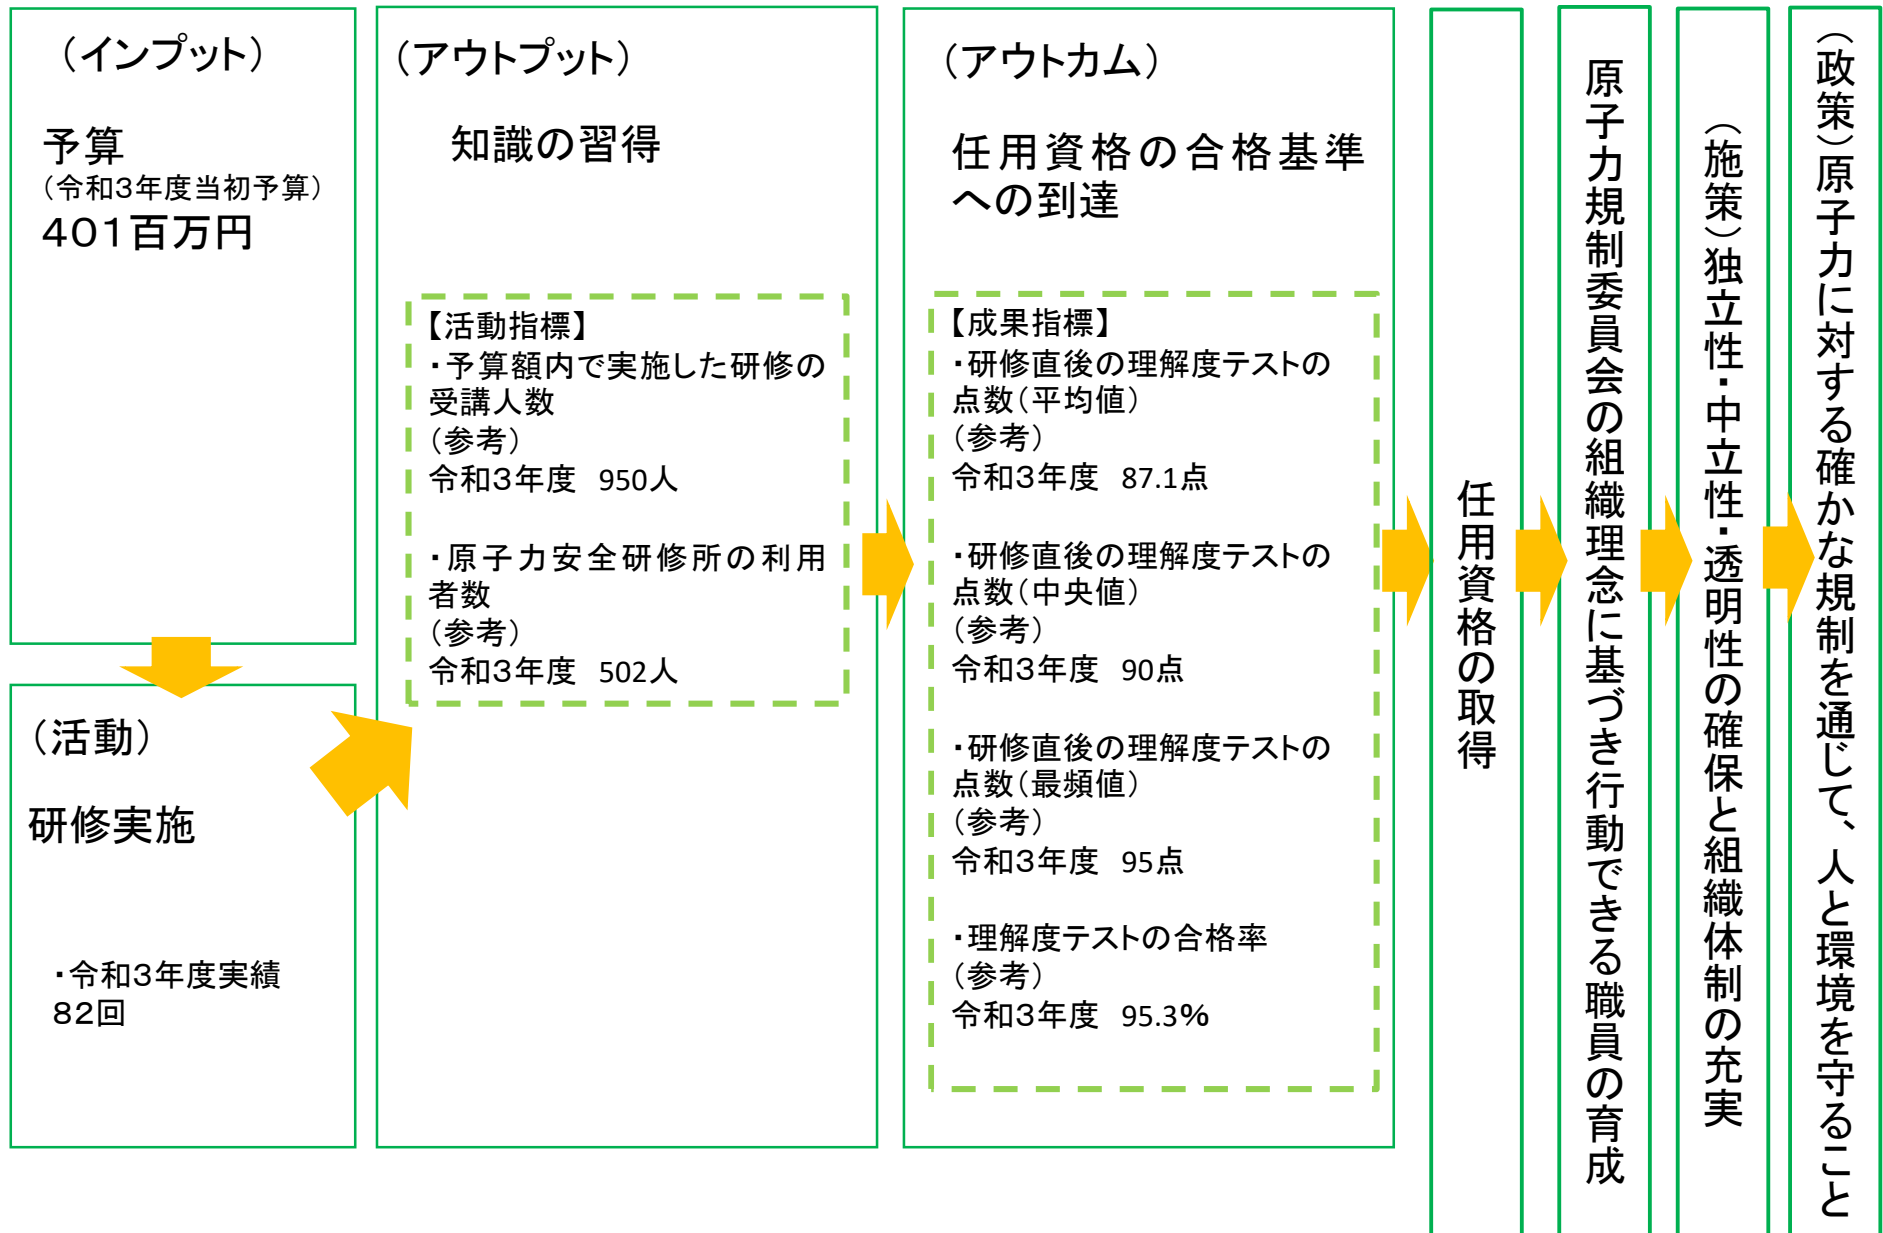 （インプット）
予算
（令和３年度当初予算）
４０１百万円
（活動）
研修実施
・令和３年度実績
８２回
（アウトプット）
知識の習得
【活動指標】
・予算額内で実施した研修の
受講人数
（参考）
令和３年度　950人
・原子力安全研修所の利用
者数
（参考）
令和３年度　502人
（アウトカム）
任用資格の合格基準
への到達
【成果指標】
・研修直後の理解度テストの
点数（平均値）
（参考）
令和３年度　87.1点
・研修直後の理解度テストの
点数（中央値）
（参考）
令和３年度　90点
・研修直後の理解度テストの
点数（最頻値）
（参考）
令和３年度　95点
・理解度テストの合格率
（参考）
令和３年度　95.3％
任用資格の取得
原子力規制委員会の組織理念に基づき行動できる職員の育成
（施策）独立性・中立性・透明性の確保と組織体制の充実
（政策）原子力に対する確かな規制を通じて、人と環境を守ること